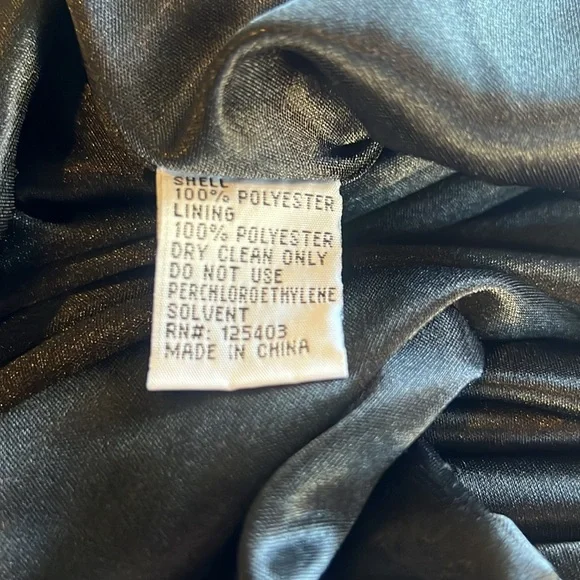 SHELL
100% POLYESTER
LINING
100% POLYESTER
DRY CLEAN ONLY
DO NOT USE
PERCHLOROETHYLENE
SOLVENT
RN#: 125403
MADE IN CHINA